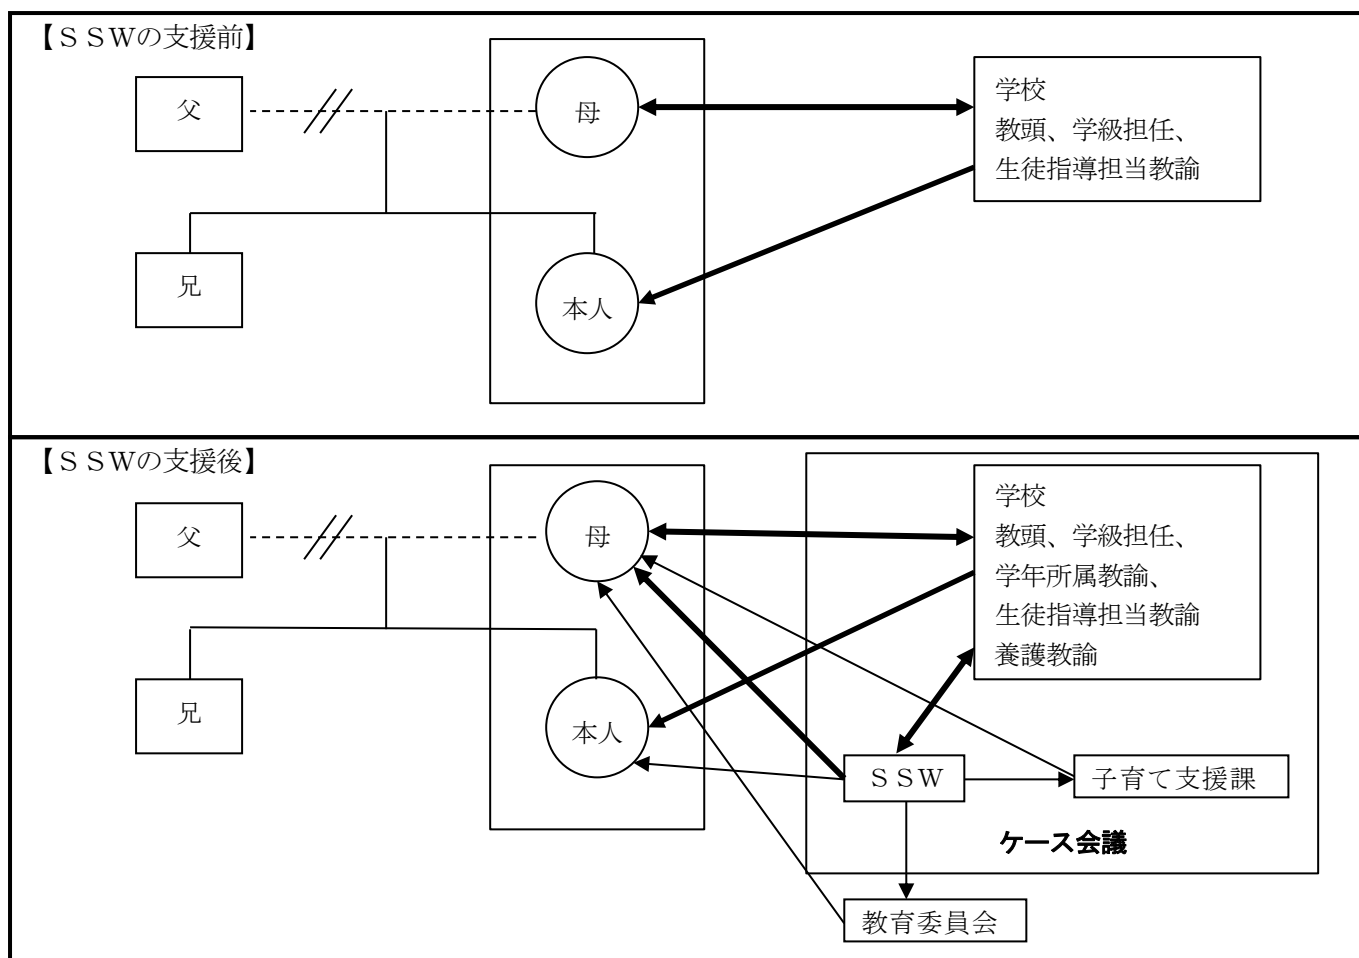 【ＳＳＷの支援前】
父
母
学校
教頭、学級担任、
生徒指導担当教諭
兄
本人
【ＳＳＷの支援後】
父
母
学校
教頭、学級担任、
学年所属教諭、
生徒指導担当教諭
養護教諭
兄
本人
ＳＳＷ
子育て支援課
ケース会議
教育委員会